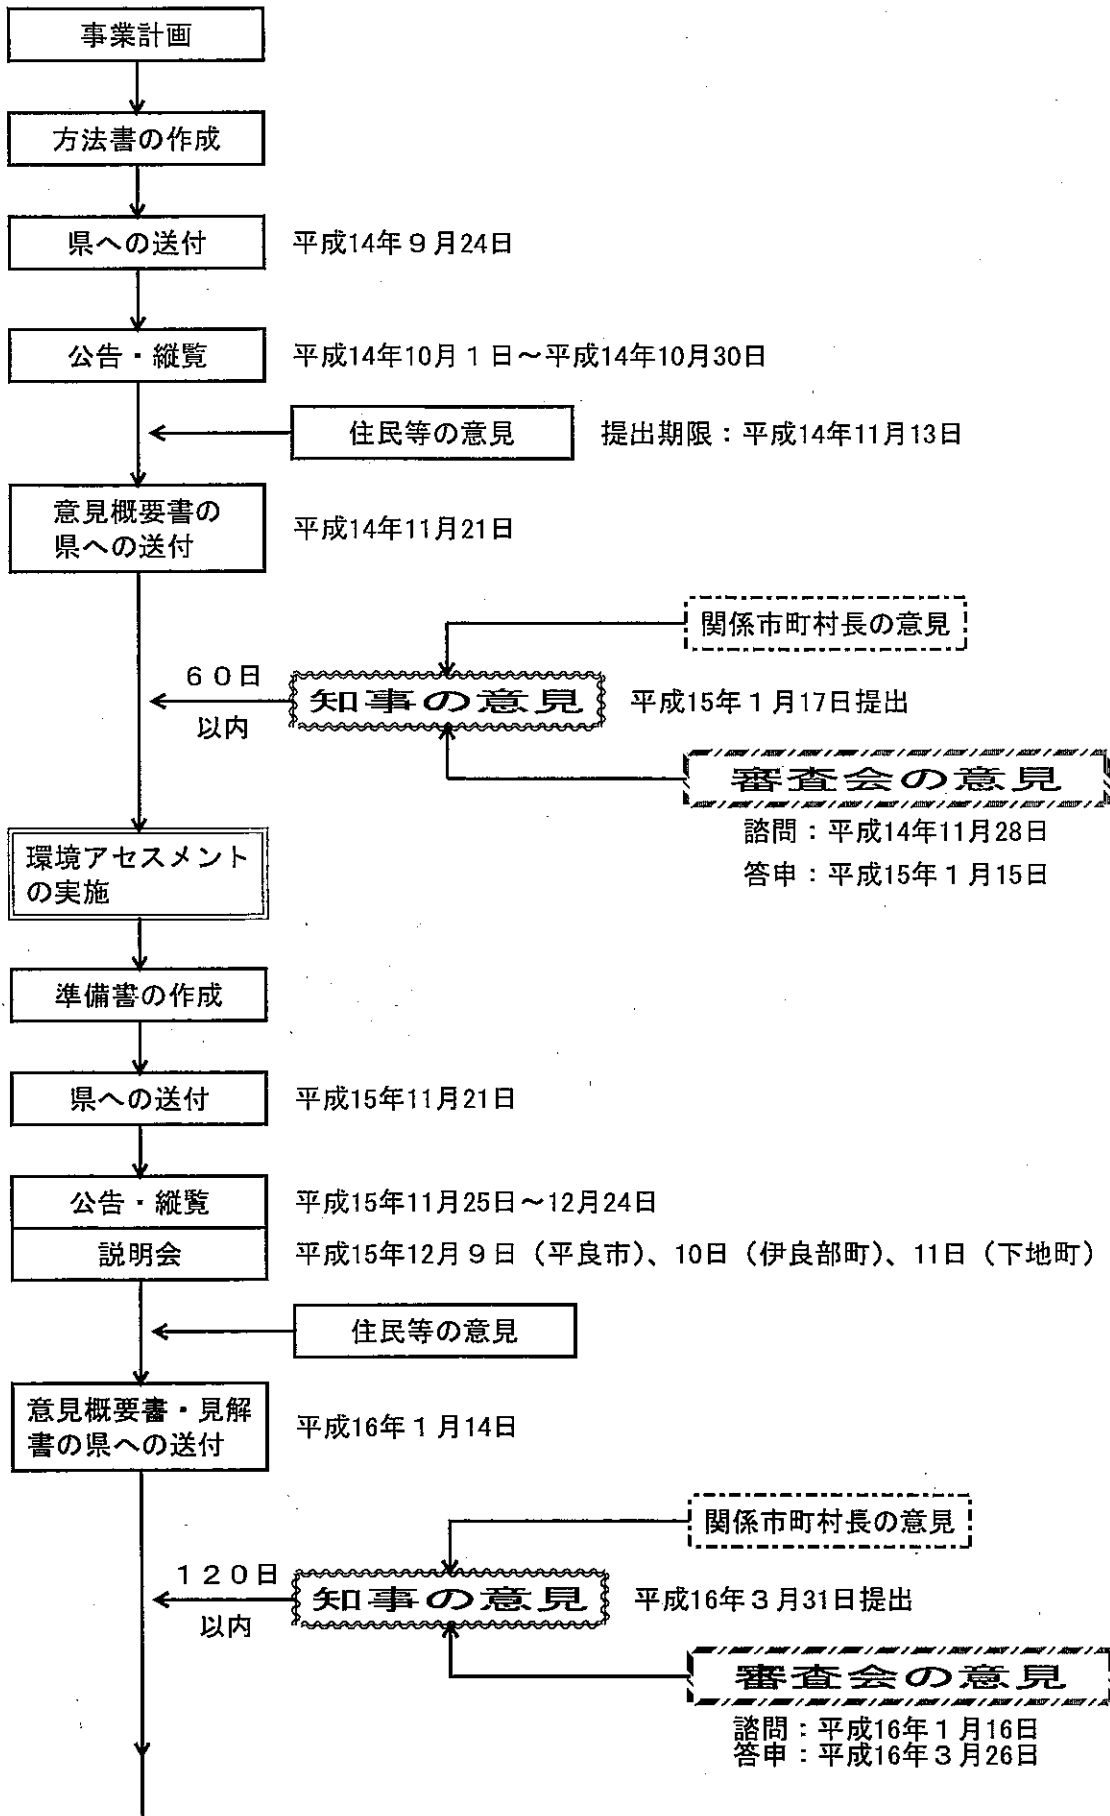 事業計画
方法書の作成
県への送付　平成14年９月24日
公告・縦覧　平成14年10月１日～平成14年10月30日
住民等の意見　提出期限：平成14年11月13日
意見概要書の
県への送付
平成14年11月21日
関係市町村長の意見
６０日
以内
知事の意見　平成15年１月17日提出
審査会の意見
諮問：平成14年11月28日
答申：平成15年１月15日
環境アセスメント
の実施
準備書の作成
県への送付　平成15年11月21日
公告・縦覧　平成15年11月25日～12月24日
説明会　平成15年12月９日（平良市）、10日（伊良部町）、11日（下地町）
住民等の意見
意見概要書・見解
書の県への送付
平成16年１月14日
関係市町村長の意見
１２０日
以内
知事の意見　平成16年３月31日提出
審査会の意見
諮問：平成16年１月16日
答申：平成16年３月26日